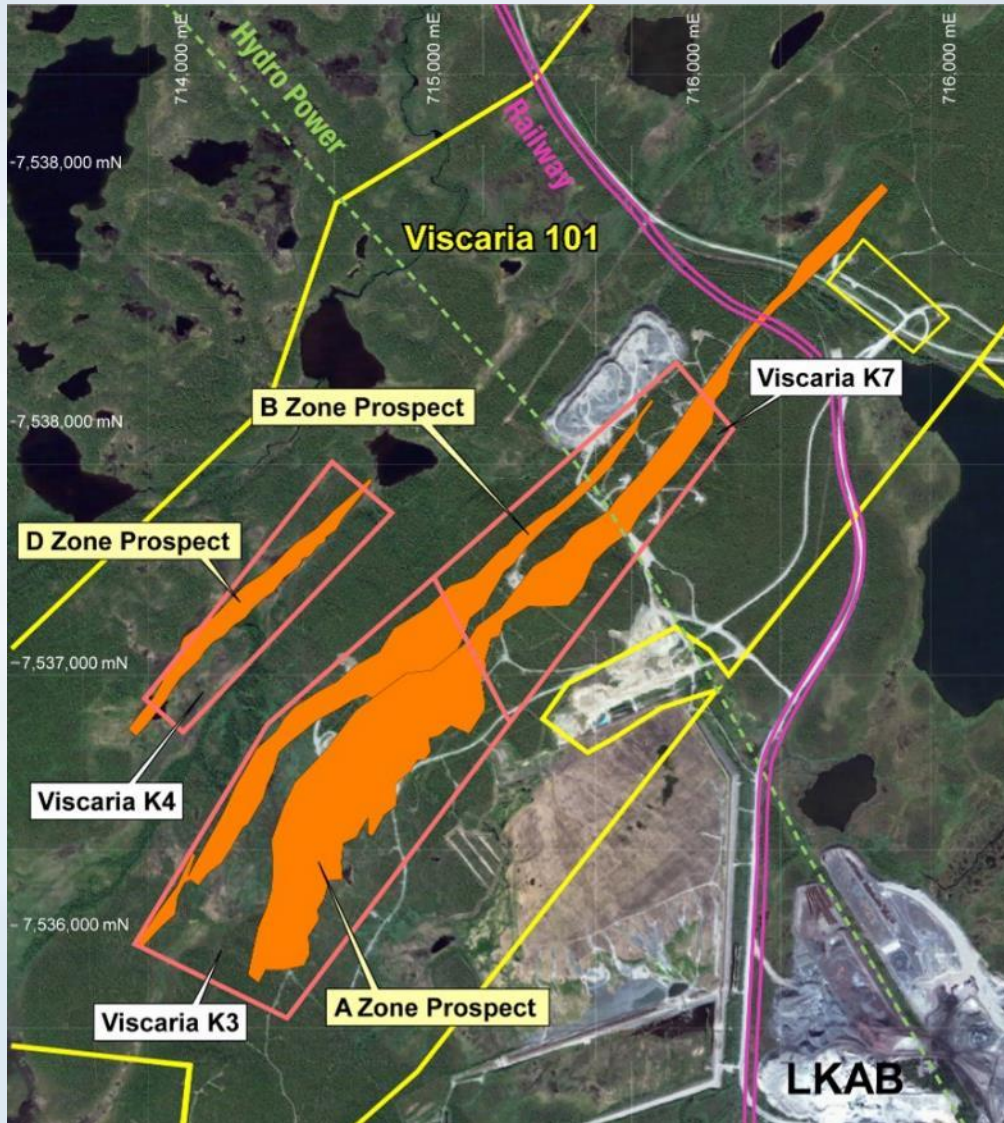 714,000 mE
715,000 mE
716,000 mE
716,000 mE
Hydro Power
Railway
7,538,000 mN
Viscaria 101
Viscaria K7
B Zone Prospect
7,538,000 mN
D Zone Prospect
7,537,000 mN
Viscaria K4
7,536,000 mN
A Zone Prospect
Viscaria K3
LKAB